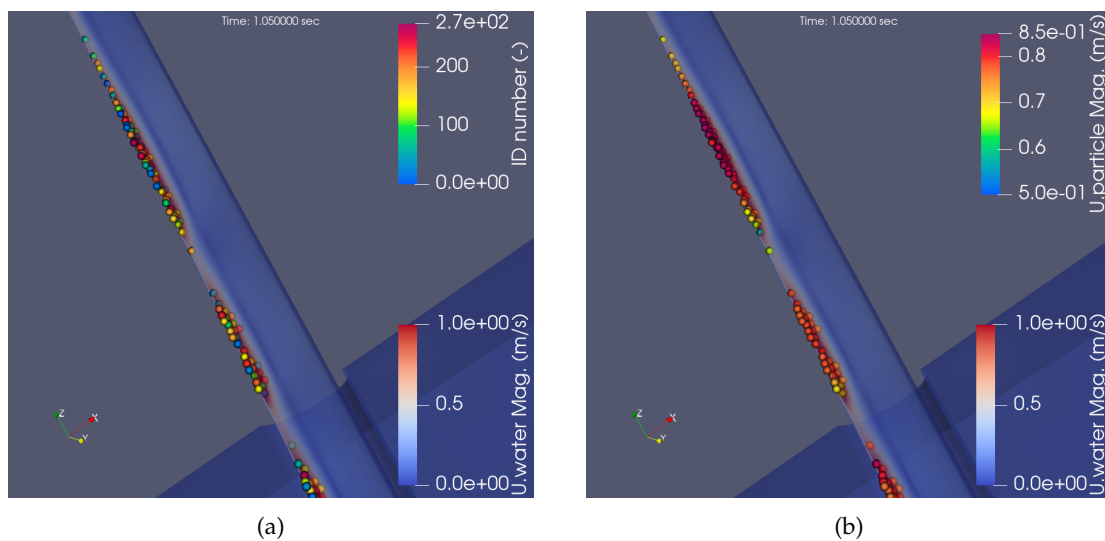 Time: 1.050000 sec
2.7e+02
200
100
0.0e+00
ID number (-)
1.0e+00
0.5
0.0e+00
U.water Mag. (m/s)
Z
X
Y
(a)
Time: 1.050000 sec
8.5e-01
0.8
0.7
0.6
5.0e-01
U.particle Mag. (m/s)
1.0e+00
0.5
0.0e+00
U.water Mag. (m/s)
Z
X
Y
(b)